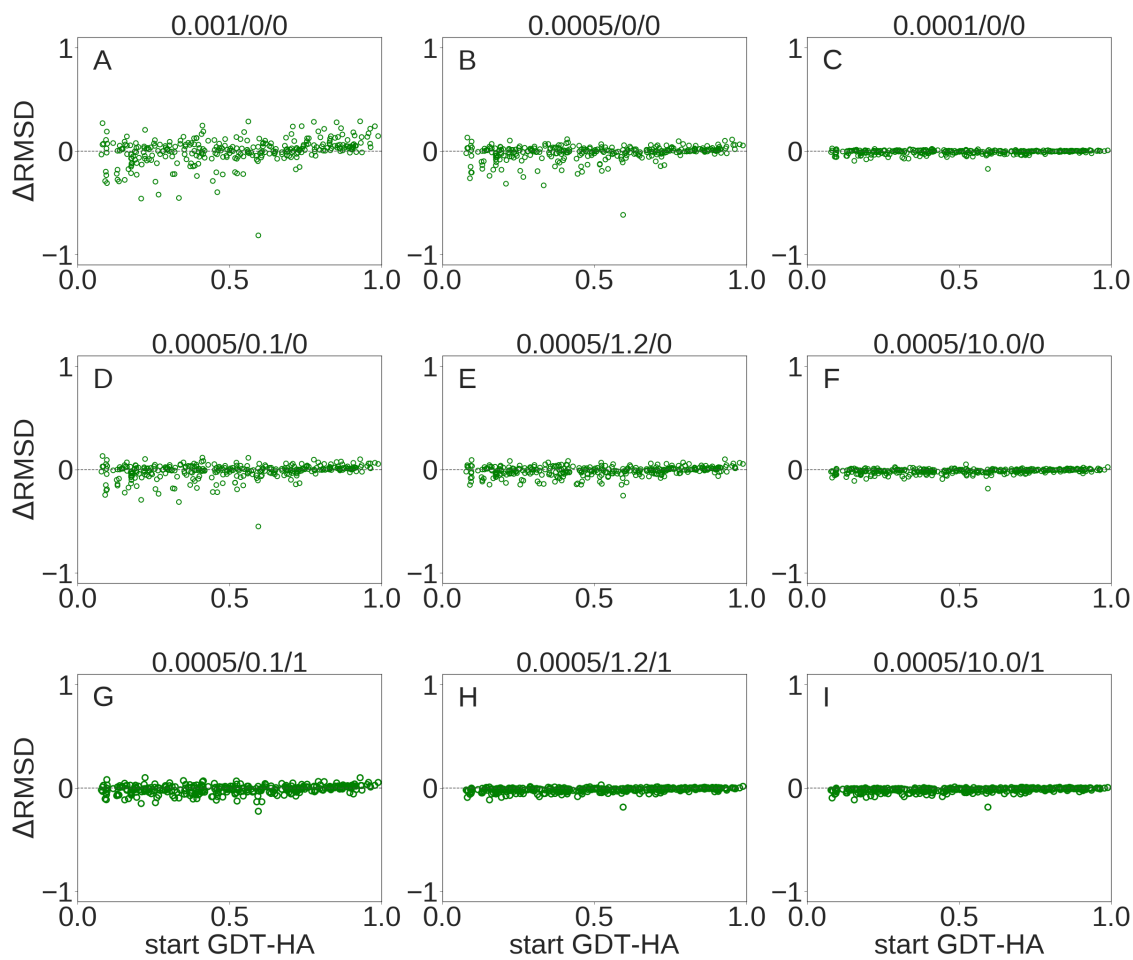 0.001/0/0 0.0005/0/0 0.0001/0/0
1 A 1 B 1 C
ΔRMSD 0 0 0
−1 −1 −1
0.0 0.5 1.0 0.0 0.5 1.0 0.0 0.5 1.0
0.0005/0.1/0 0.0005/1.2/0 0.0005/10.0/0
1 D 1 E 1 F
ΔRMSD 0 0 0
−1 −1 −1
0.0 0.5 1.0 0.0 0.5 1.0 0.0 0.5 1.0
0.0005/0.1/1 0.0005/1.2/1 0.0005/10.0/1
1 G 1 H 1 I
ΔRMSD 0 0 0
−1 −1 −1
0.0 0.5 1.0 0.0 0.5 1.0 0.0 0.5 1.0
start GDT-HA start GDT-HA start GDT-HA